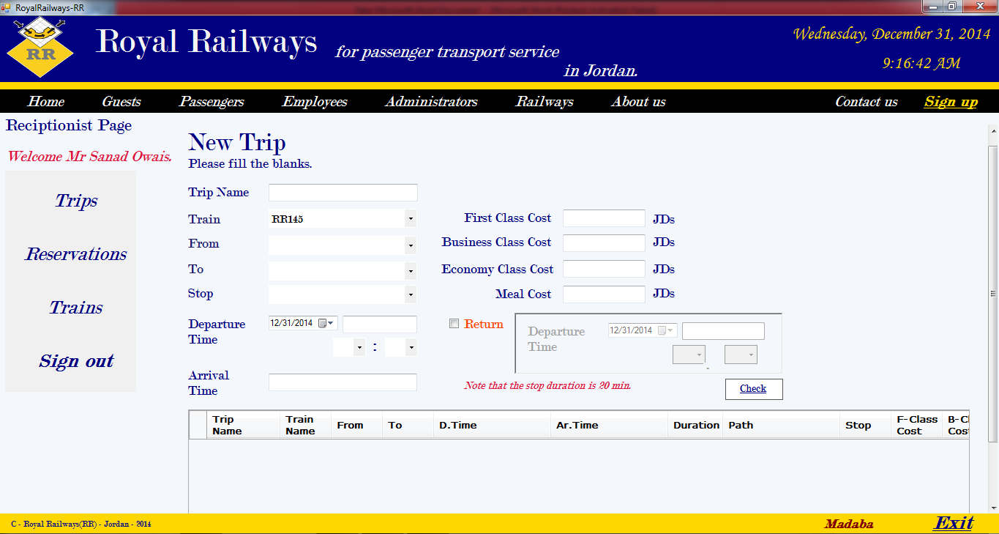 RoyalRailways-RR
RR
Royal Railways
for passenger transport service
in Jordan.
Wednesday, December 31, 2014
9:16:42 AM
Home Guests Passengers Employees Administrators Railways About us Contact us Sign up
Reciptionist Page
Welcome Mr Sanad Owais.
Trips
Reservations
Trains
Sign out
New Trip
Please fill the blanks.
Trip Name
Train RR145 First Class Cost JDs
From Business Class Cost JDs
To Economy Class Cost JDs
Stop Meal Cost JDs
Departure
Time
12/31/2014
:
Return
Departure
Time
12/31/2014
Arrival
Time
Note that the stop duration is 20 min.
Check
Trip
Name
Train
Name
From To D.Time Ar.Time Duration Path Stop
F-Class
Cost
B-Cl
Cost
C - Royal Railways(RR) - Jordan - 2014 Madaba Exit